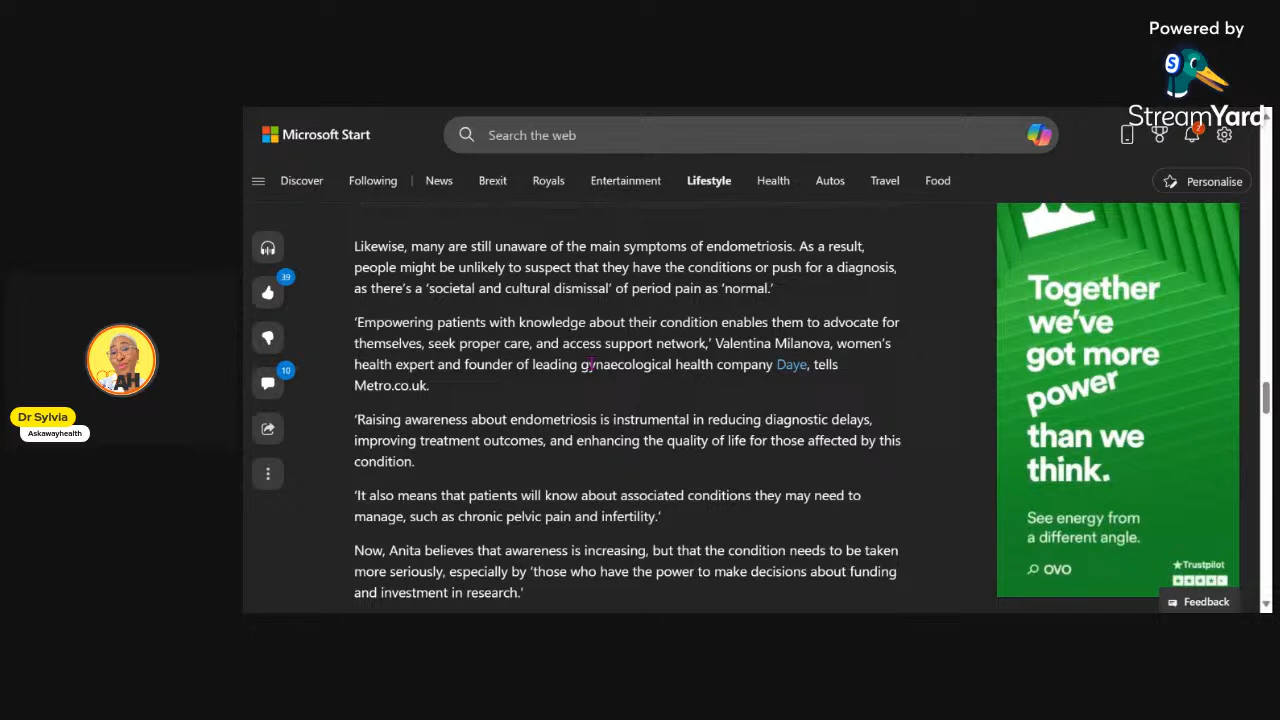 Powered by
StreamYard
Microsoft Start
Search the web
2
Discover
Following
News
Brexit
Royals
Entertainment
Lifestyle
Health
Autos
Travel
Food
Personalise
39
10
Likewise, many are still unaware of the main symptoms of endometriosis. As a result,
people might be unlikely to suspect that they have the conditions or push for a diagnosis,
as there's a 'societal and cultural dismissal' of period pain as 'normal.'
'Empowering patients with knowledge about their condition enables them to advocate for
themselves, seek proper care, and access support network,' Valentina Milanova, women's
health expert and founder of leading gynaecological health company Daye, tells
Metro.co.uk.
'Raising awareness about endometriosis is instrumental in reducing diagnostic delays,
improving treatment outcomes, and enhancing the quality of life for those affected by this
condition.
'It also means that patients will know about associated conditions they may need to
manage, such as chronic pelvic pain and infertility.'
Now, Anita believes that awareness is increasing, but that the condition needs to be taken
more seriously, especially by 'those who have the power to make decisions about funding
and investment in research.'
Together
we've
got more
power
than we
think.
See energy from
a different angle.
OVO
Trustpilot
Feedback
AH
Dr Sylvia
Askawayhealth